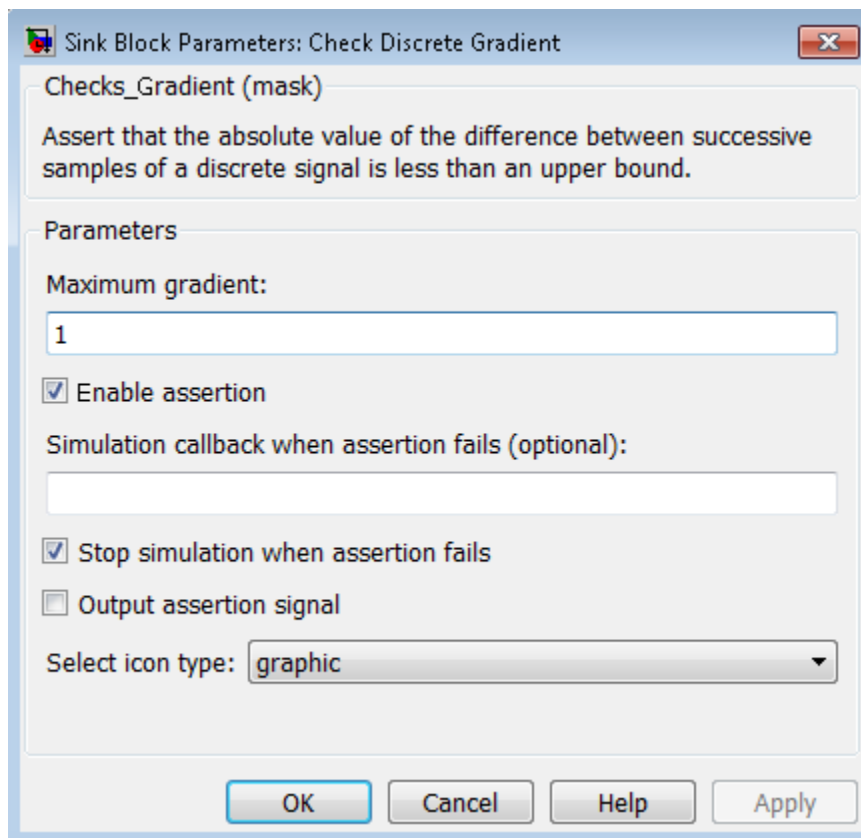 Sink Block Parameters: Check Discrete Gradient
Checks_Gradient (mask)
Assert that the absolute value of the difference between successive
samples of a discrete signal is less than an upper bound.
Parameters
Maximum gradient:
1
Enable assertion
Simulation callback when assertion fails (optional):
Stop simulation when assertion fails
Output assertion signal
Select icon type: graphic
OK Cancel Help Apply